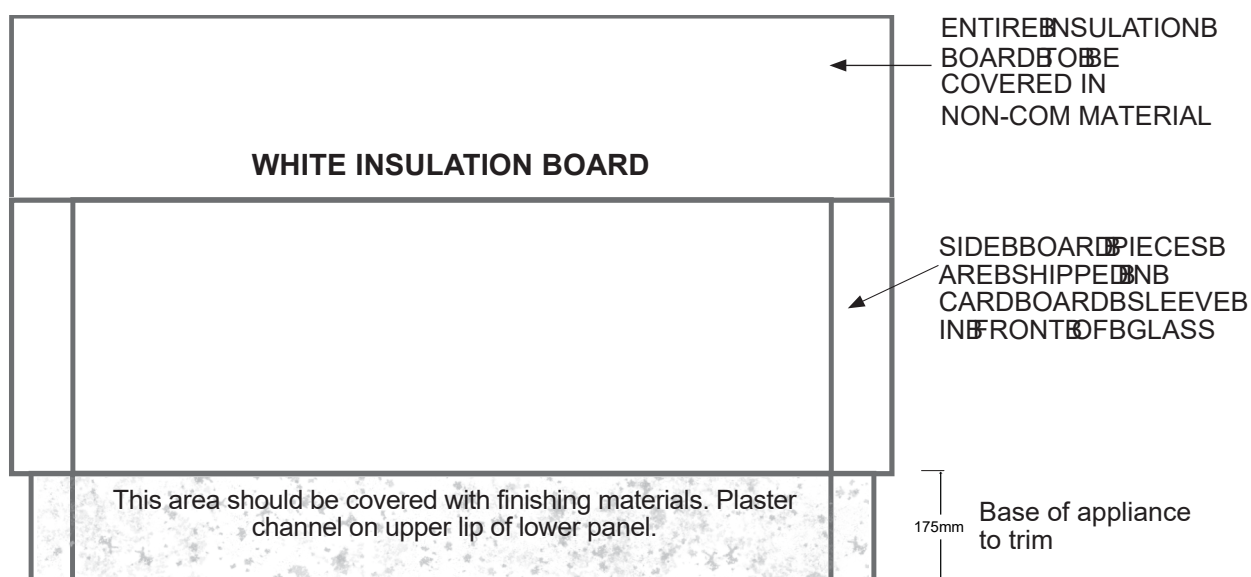 ENTIREBINSULATIONB
BOARDBTOBBE
COVERED IN
NON-COM MATERIAL
WHITE INSULATION BOARD
SIDEBBOARDBPIECESB
AREBSHIPPEDBINB
CARDBOARDBSLEEVEB
INBFRONTBOFBGLASS
This area should be covered with finishing materials. Plaster
channel on upper lip of lower panel.
175mm
Base of appliance
to trim